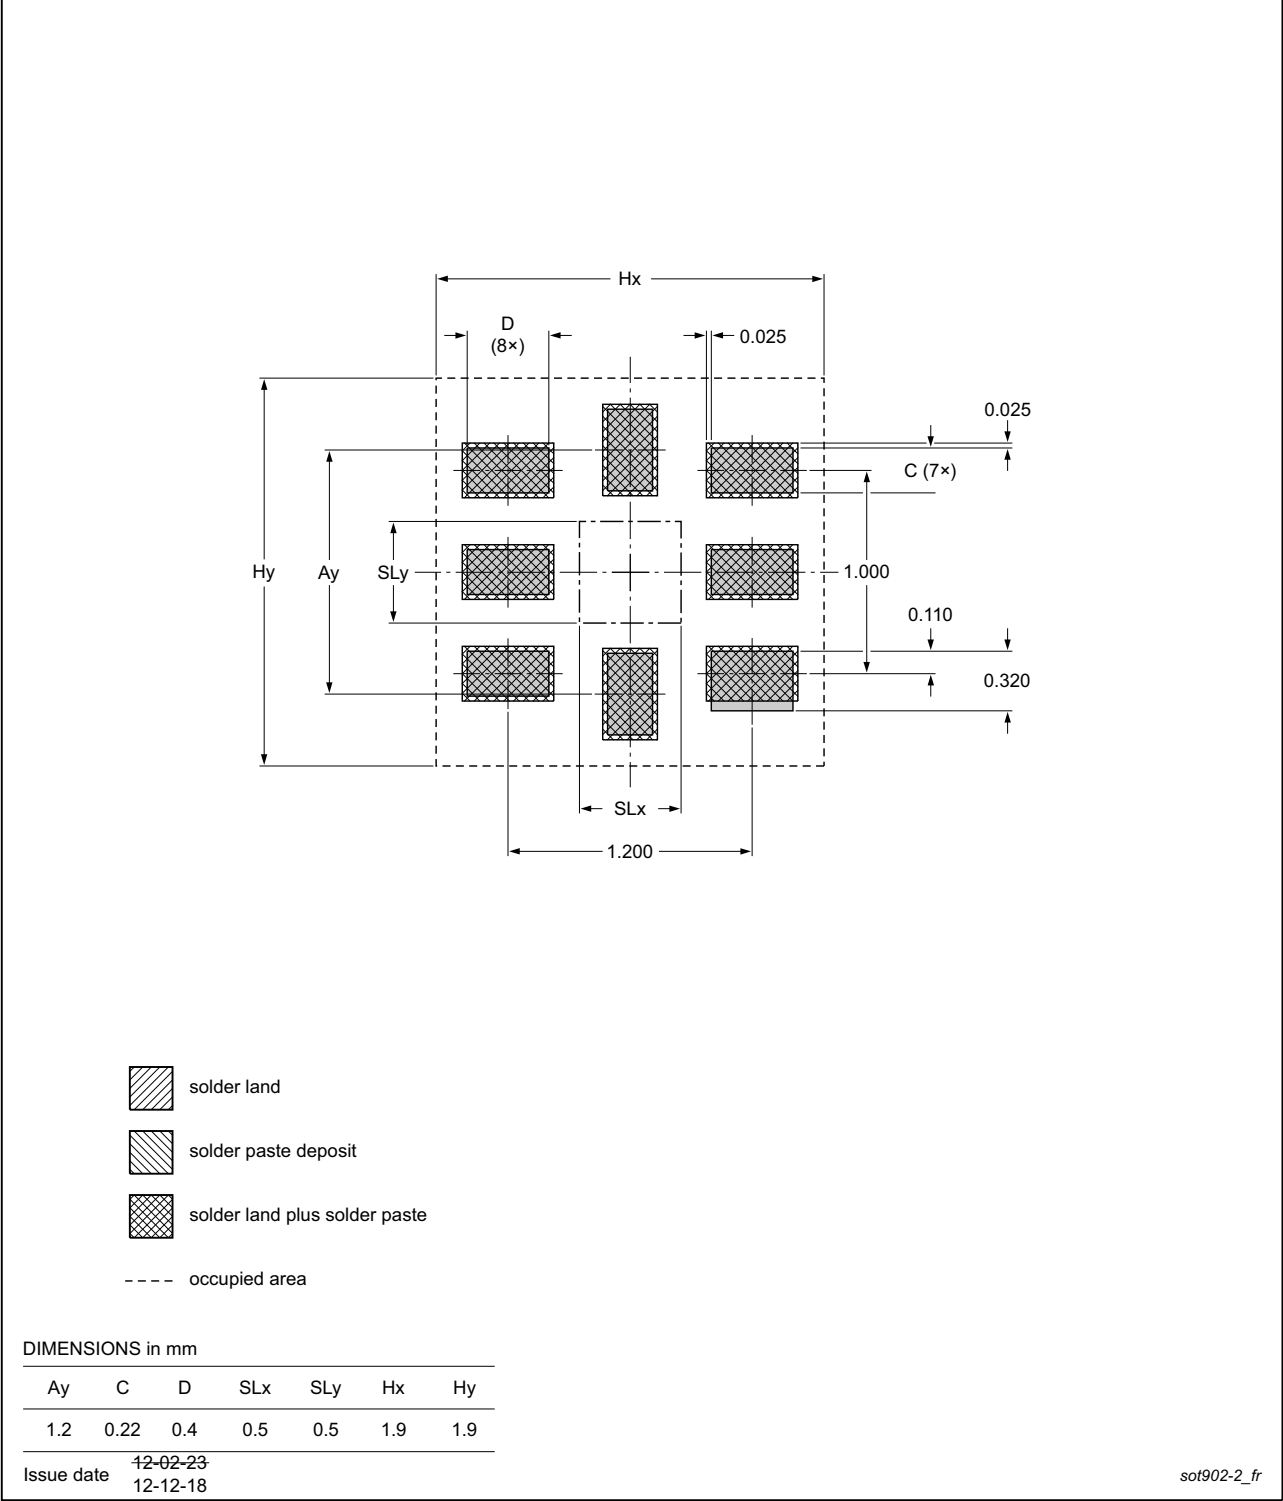 Hx
D
(8×)
0.025
0.025
C (7×)
Hy
Ay
SLy
1.000
0.110
0.320
SLx
1.200
solder land
solder paste deposit
solder land plus solder paste
occupied area
DIMENSIONS in mm
Ay C D SLx SLy Hx Hy
1.2 0.22 0.4 0.5 0.5 1.9 1.9
Issue date
12-02-23
12-12-18
sot902-2_fr